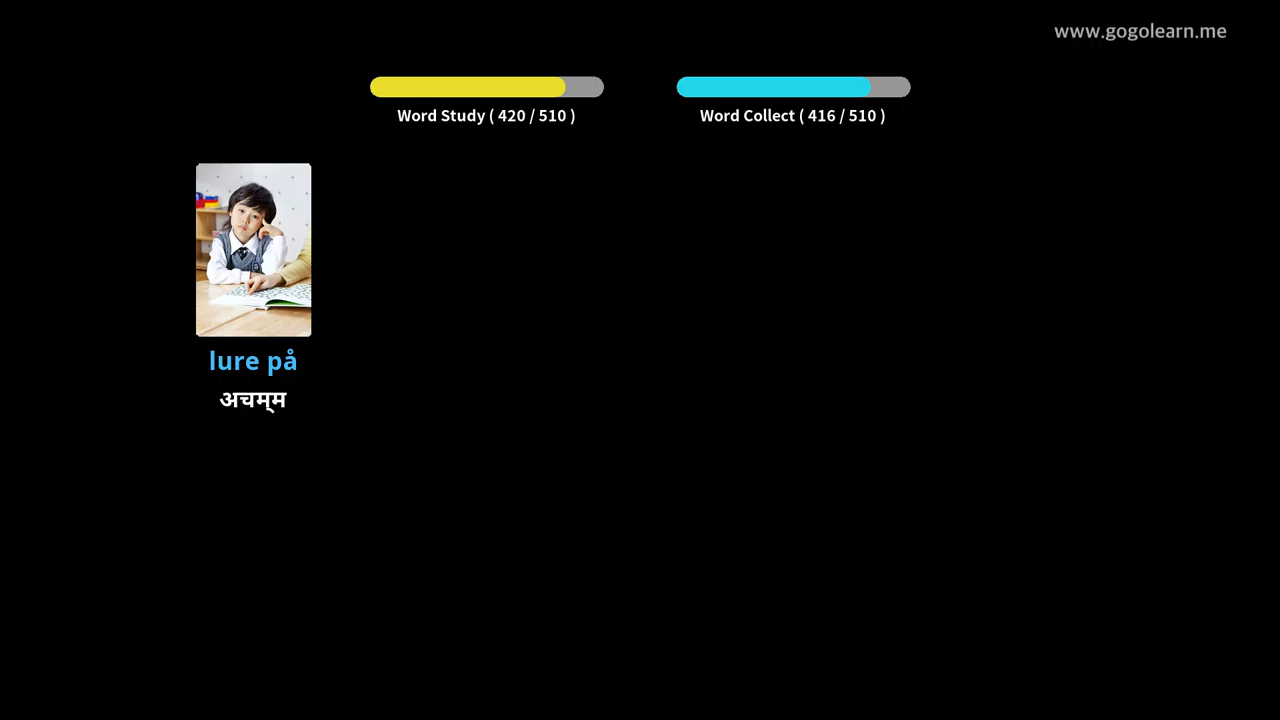 www.gogolearn.me
Word Study ( 420 / 510 )
Word Collect ( 416 / 510 )
lure på
अचम्म